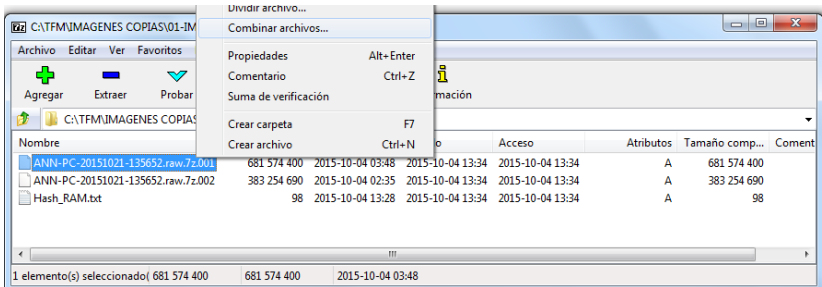 Dividir archivo...
C:\TFM\IMAGENES COPIAS\01-IM
Combinar archivos...
Archivo Editar Ver Favoritos
Propiedades Alt+Enter
Comentario Ctrl+Z
Agregar Extraer Probar Suma de verificación rmación
C:\TFM\IMAGENES COPIAS
Crear carpeta F7
Crear archivo Ctrl+N
Nombre o Acceso Atributos Tamaño comp... Coment
ANN-PC-20151021-135652.raw.7z.001 681 574 400 2015-10-04 03:48 2015-10-04 13:34 2015-10-04 13:34 A 681 574 400
ANN-PC-20151021-135652.raw.7z.002 383 254 690 2015-10-04 02:35 2015-10-04 13:34 2015-10-04 13:34 A 383 254 690
Hash_RAM.txt 98 2015-10-04 13:28 2015-10-04 13:34 2015-10-04 13:34 A 98
1 elemento(s) seleccionado( 681 574 400 681 574 400 2015-10-04 03:48